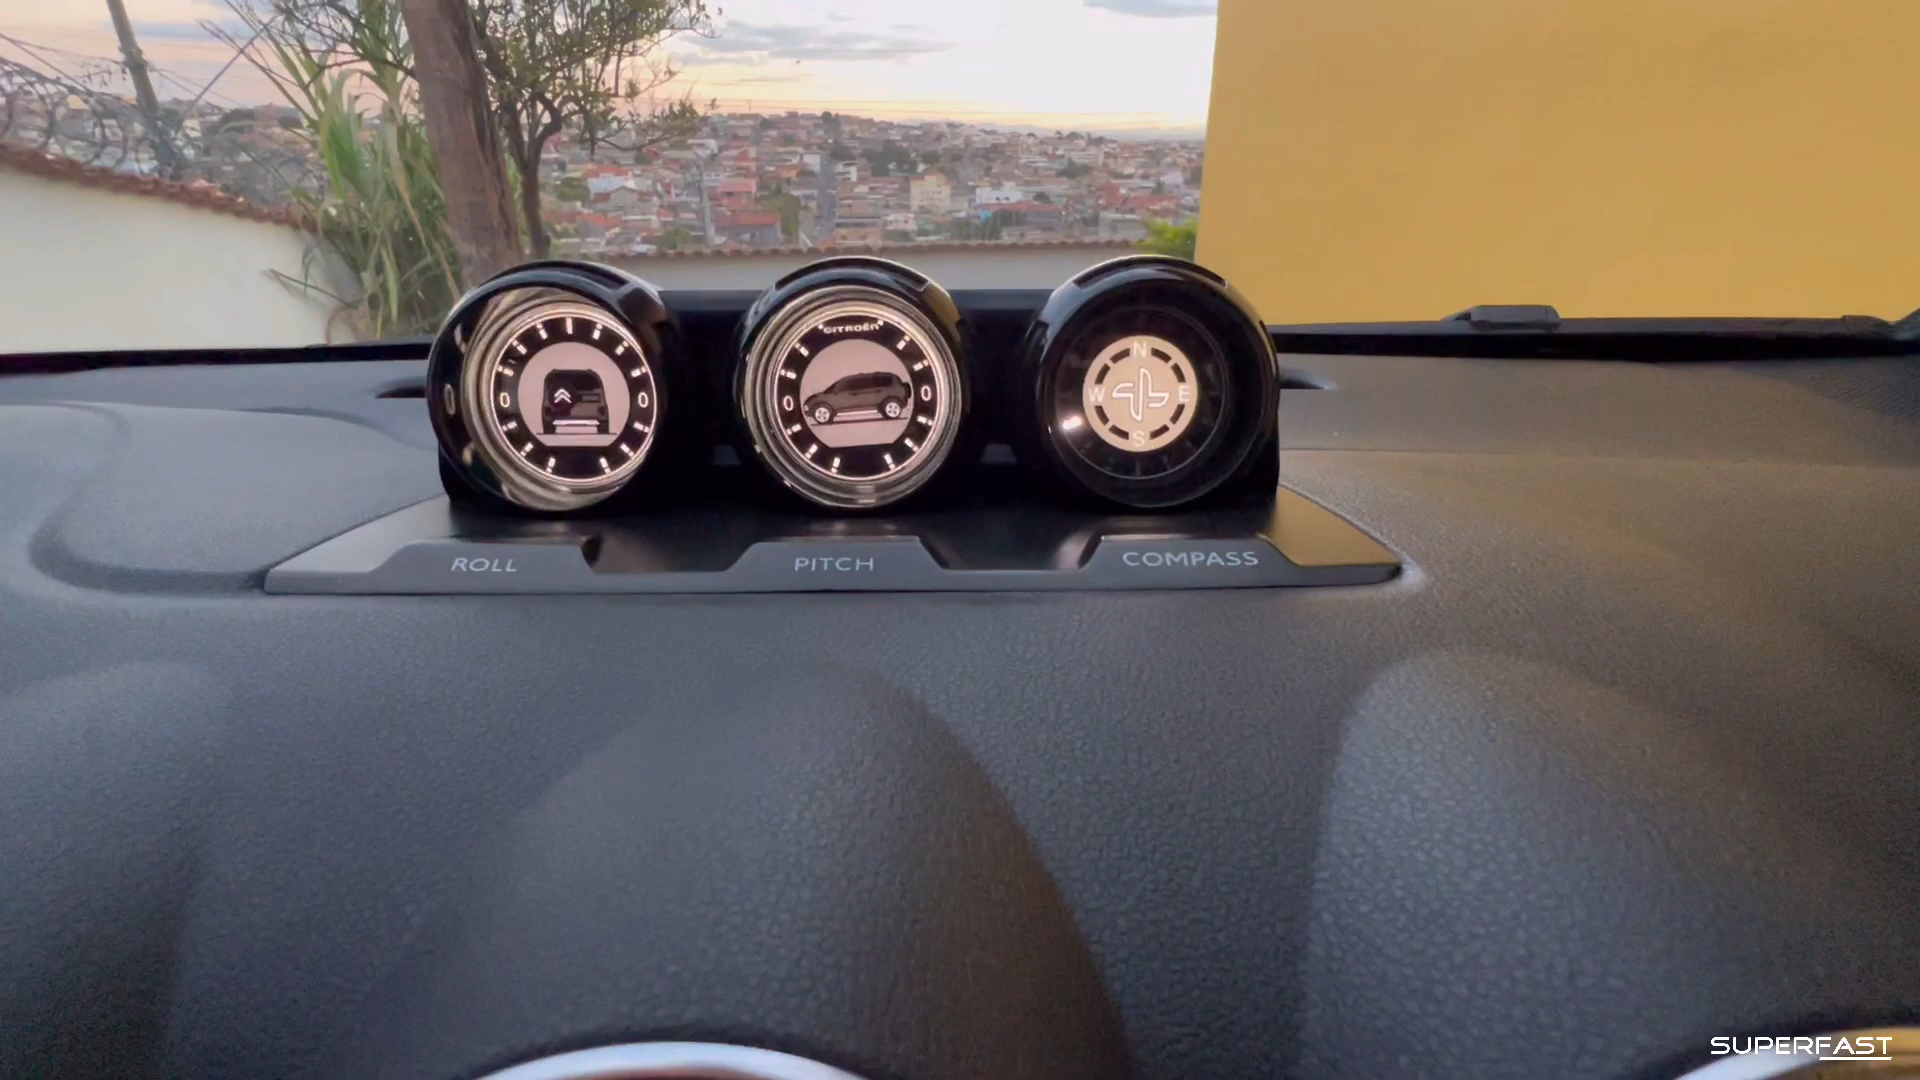 0 0
CITROËN
0 0
N
W E
S
ROLL PITCH COMPASS
SUPERFAST